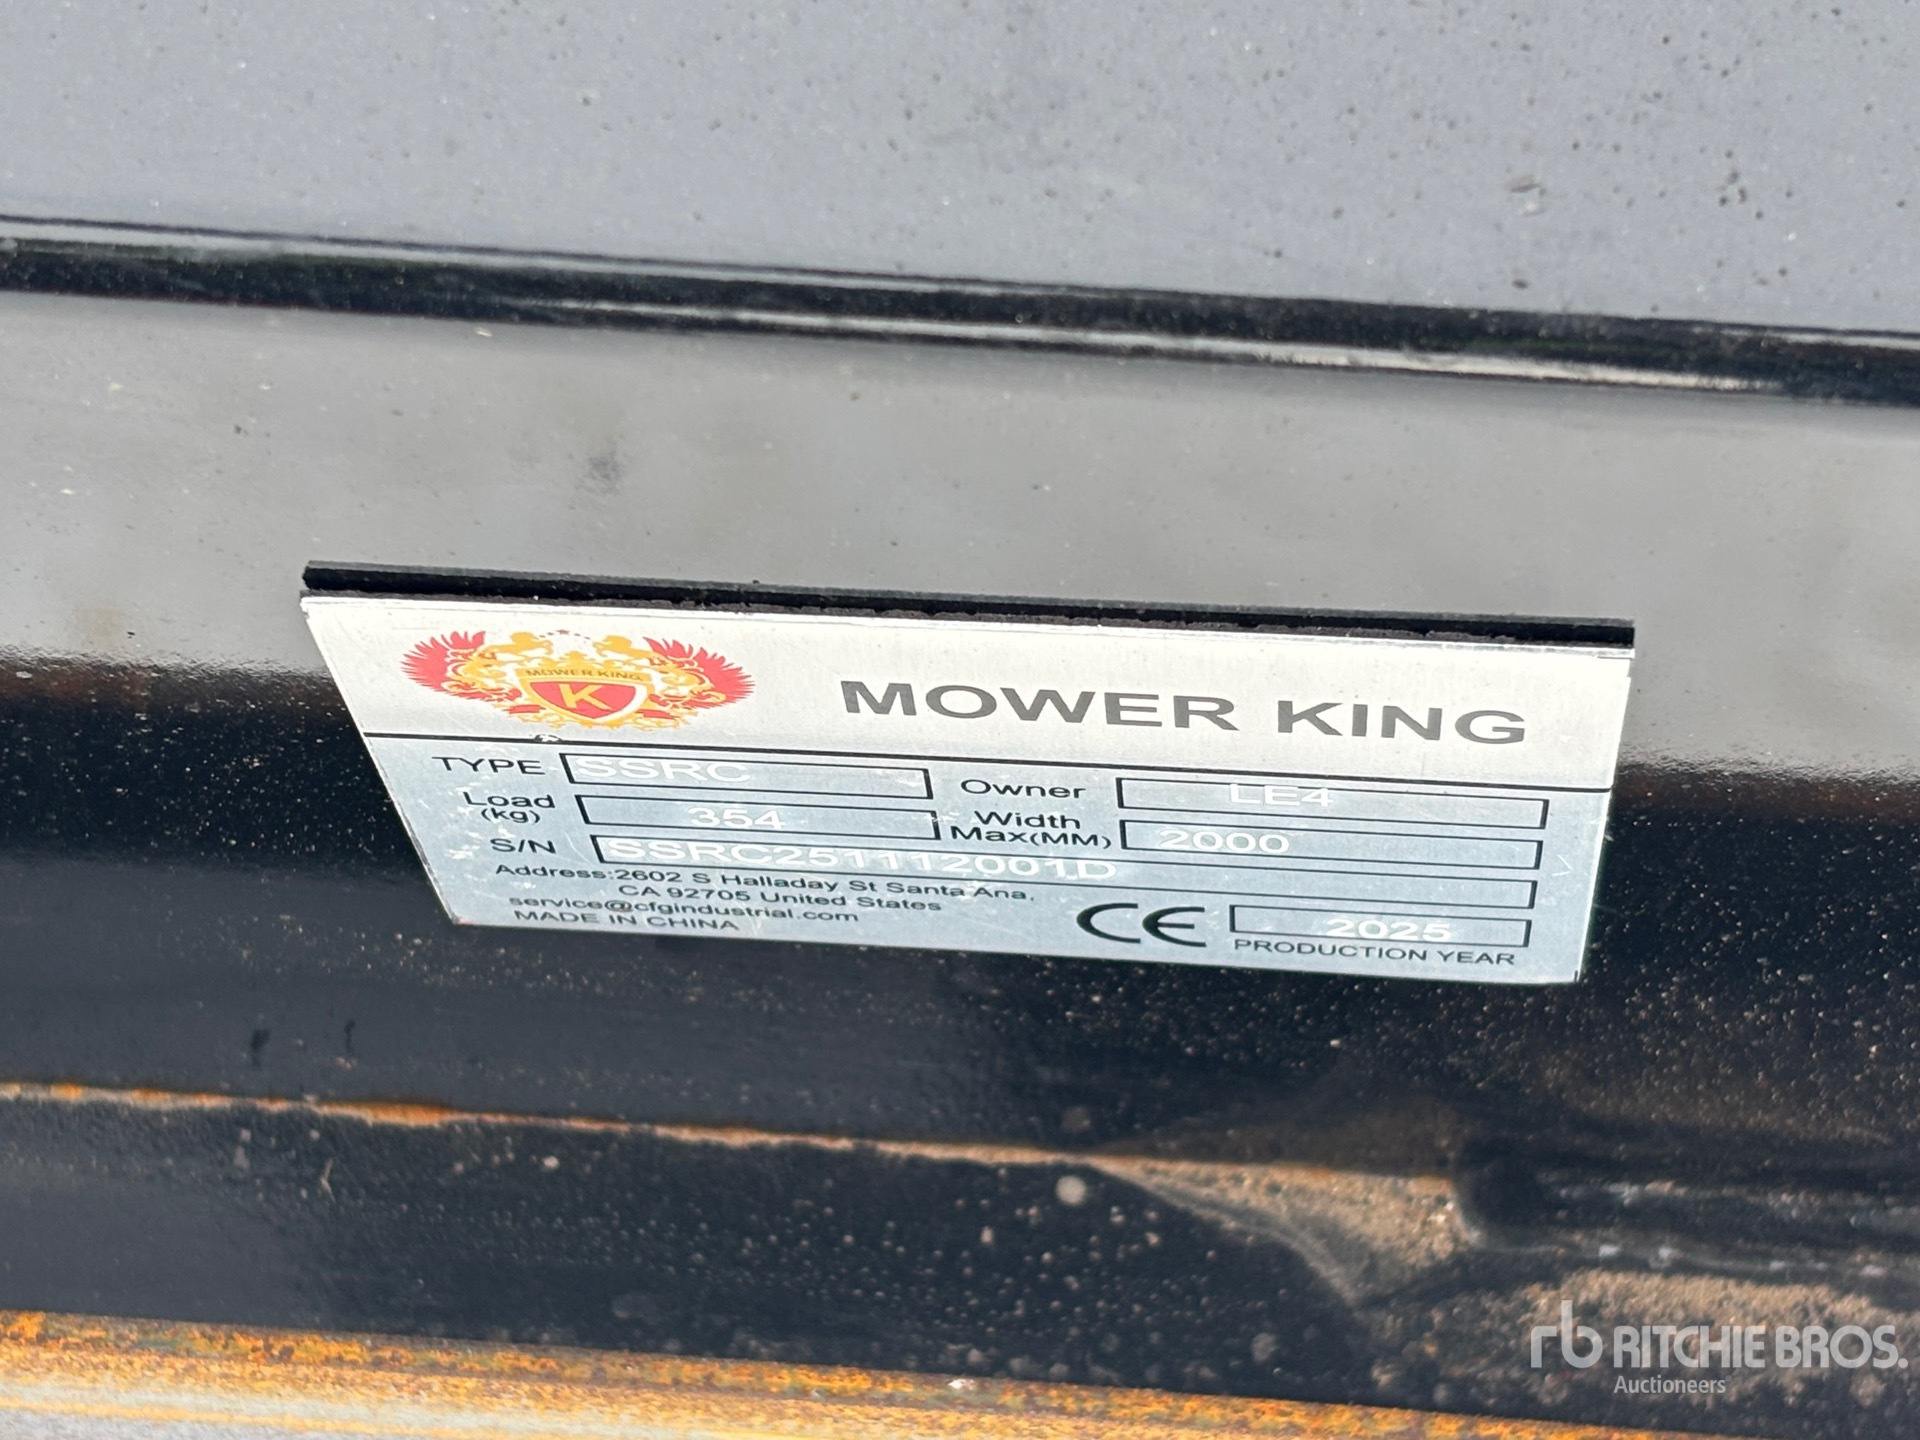 MOWER KING
K
MOWER KING
TYPE SSRC Owner LE4
Load (kg) 354 Width Max(MM) 2000
S/N SSRC251112001D
Address:2602 S Halladay St Santa Ana,
CA 92705 United States
service@cfgindustrial.com
MADE IN CHINA
CE 2025
PRODUCTION YEAR
rb RITCHIE BROS.
Auctioneers